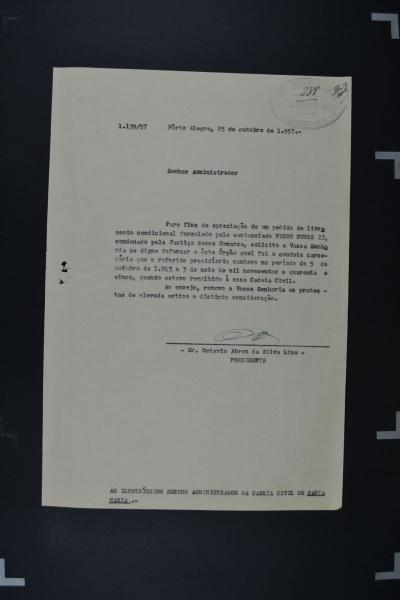 238
1.139/57 Pôrto Alegre, 25 de outubro de 1.957.-
Senhor Administrador
Para fins de apreciação de um pedido de livra
mento condicional formulado pelo sentenciado PEDRO NUNES II,
condenado pela Justiça dessa Comarca, solicito a Vossa Senho
ria se digne informar a êste Órgão qual foi a conduta carce-
rária que o referido presidiário manteve no período de 5 de
outubro de 1.943 a 3 de maio de mil novecentos e quarenta e
cinco, quando esteve recolhido à essa Cadeia Civil.
Ao ensejo, renovo a Vossa Senhoria os protes-
tos de elevada estima e distinta consideração.
- Dr. Octavio Abreu da Silva Lima -
PRESIDENTE
AO ILUSTRÍSSIMO SENHOR ADMINISTRADOR DA CADEIA CIVIL DE SANTA
MARIA.-